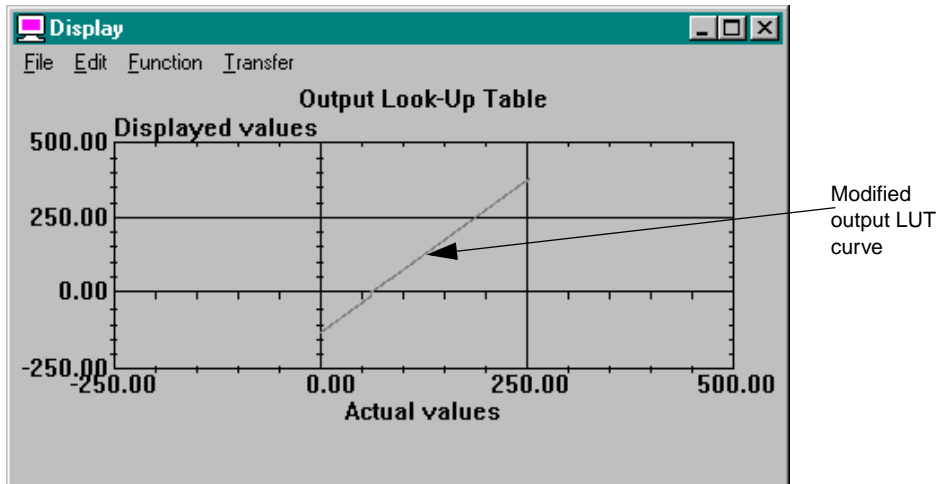 Display
File Edit Function Transfer
Output Look-Up Table
Displayed values
500.00
250.00
0.00
-250.00
-250.00 0.00 250.00 500.00
Actual values
Modified
output LUT
curve